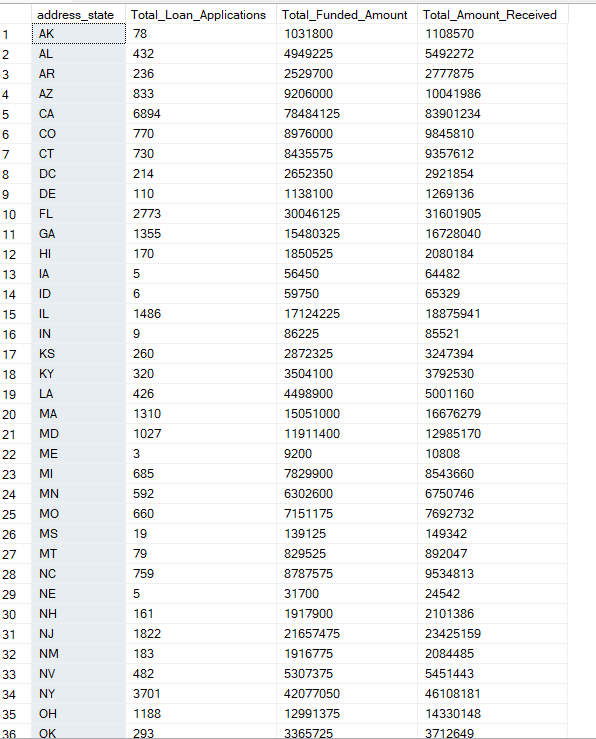 address_state Total_Loan_Applications Total_Funded_Amount Total_Amount_Received
1 AK 78 1031800 1108570
2 AL 432 4949225 5492272
3 AR 236 2529700 2777875
4 AZ 833 9206000 10041986
5 CA 6894 78484125 83901234
6 CO 770 8976000 9845810
7 CT 730 8435575 9357612
8 DC 214 2652350 2921854
9 DE 110 1138100 1269136
10 FL 2773 30046125 31601905
11 GA 1355 15480325 16728040
12 HI 170 1850525 2080184
13 IA 5 56450 64482
14 ID 6 59750 65329
15 IL 1486 17124225 18875941
16 IN 9 86225 85521
17 KS 260 2872325 3247394
18 KY 320 3504100 3792530
19 LA 426 4498900 5001160
20 MA 1310 15051000 16676279
21 MD 1027 11911400 12985170
22 ME 3 9200 10808
23 MI 685 7829900 8543660
24 MN 592 6302600 6750746
25 MO 660 7151175 7692732
26 MS 19 139125 149342
27 MT 79 829525 892047
28 NC 759 8787575 9534813
29 NE 5 31700 24542
30 NH 161 1917900 2101386
31 NJ 1822 21657475 23425159
32 NM 183 1916775 2084485
33 NV 482 5307375 5451443
34 NY 3701 42077050 46108181
35 OH 1188 12991375 14330148
36 OK 293 3365725 3712649